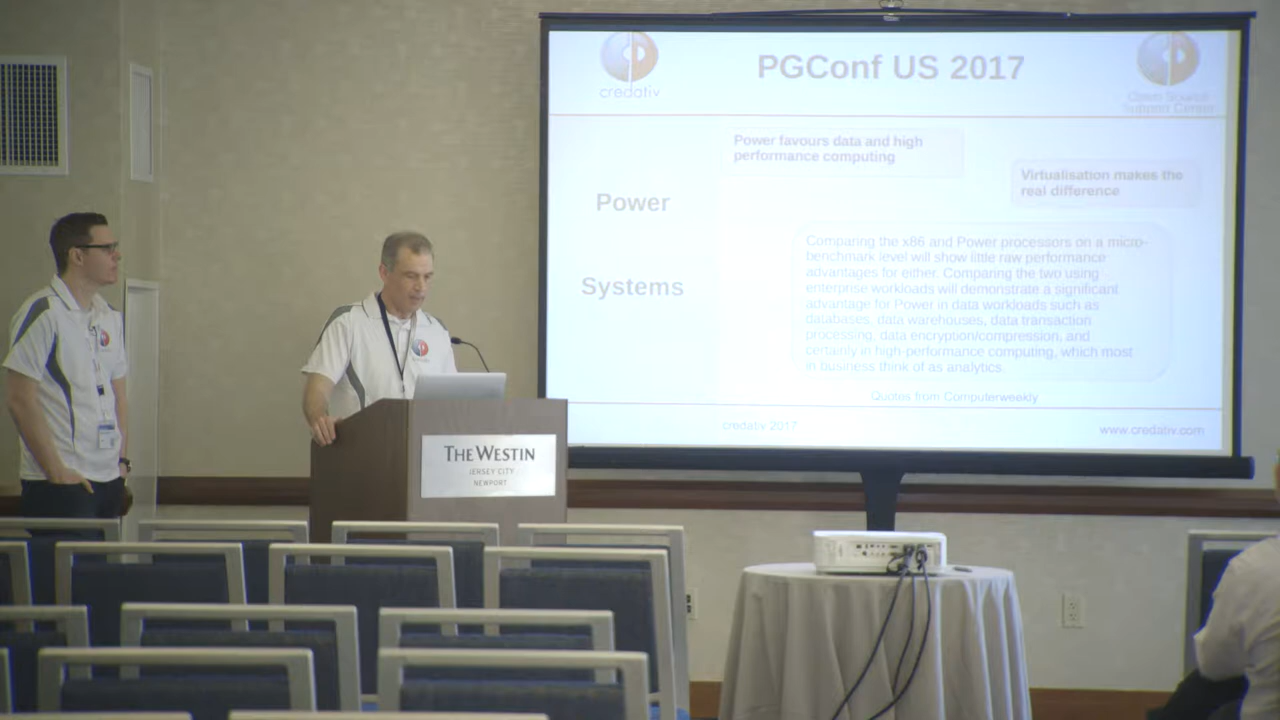 PGConf US 2017
credativ
Open Source
Support Center
Power favours data and high
performance computing
Virtualisation makes the
real difference
Power
Systems
Comparing the x86 and Power processors on a micro-
benchmark level will show little raw performance
advantages for either. Comparing the two using
enterprise workloads will demonstrate a significant
advantage for Power in data workloads such as
databases, data warehouses, data transaction
processing, data encryption/compression, and
certainly in high-performance computing, which most
in business think of as analytics.
Quotes from Computerweekly
credativ 2017
www.credativ.com
THE WESTIN
JERSEY CITY
NEWPORT